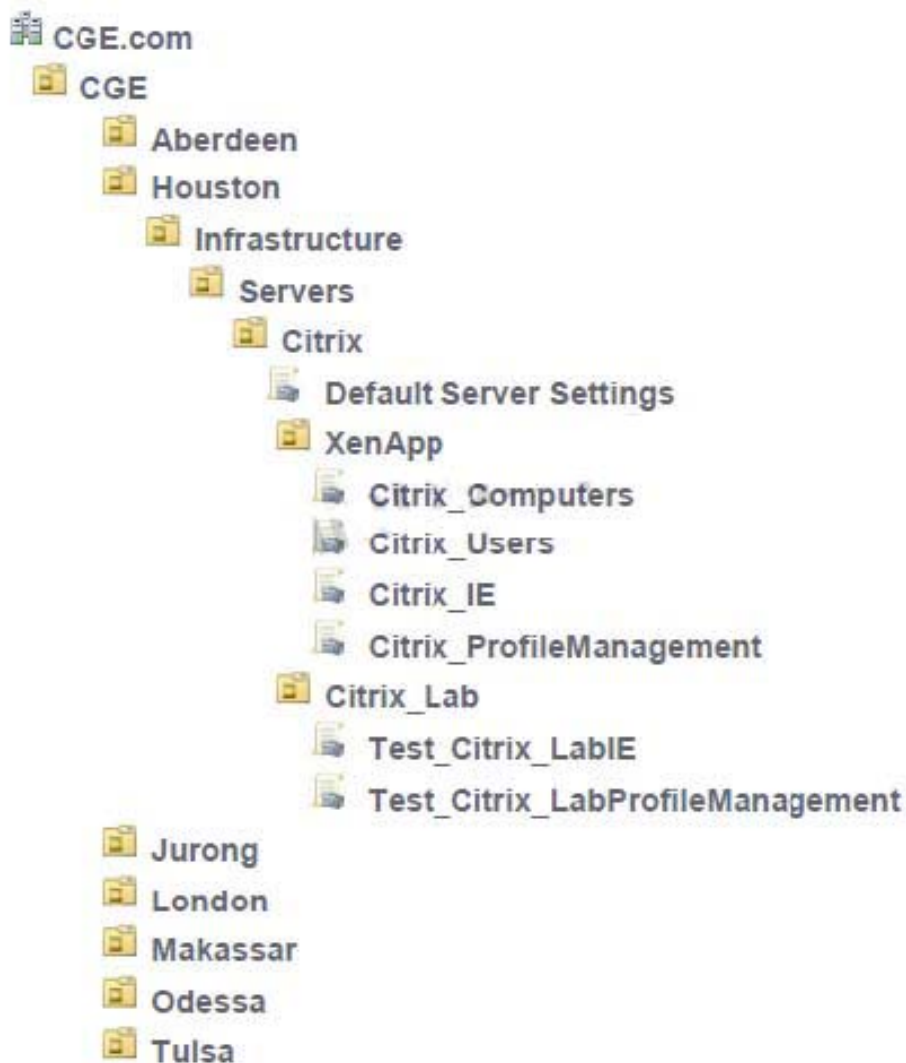 CGE.com
CGE
Aberdeen
Houston
Infrastructure
Servers
Citrix
Default Server Settings
XenApp
Citrix_Computers
Citrix_Users
Citrix_IE
Citrix_ProfileManagement
Citrix_Lab
Test_Citrix_LabIE
Test_Citrix_LabProfileManagement
Jurong
London
Makassar
Odessa
Tulsa